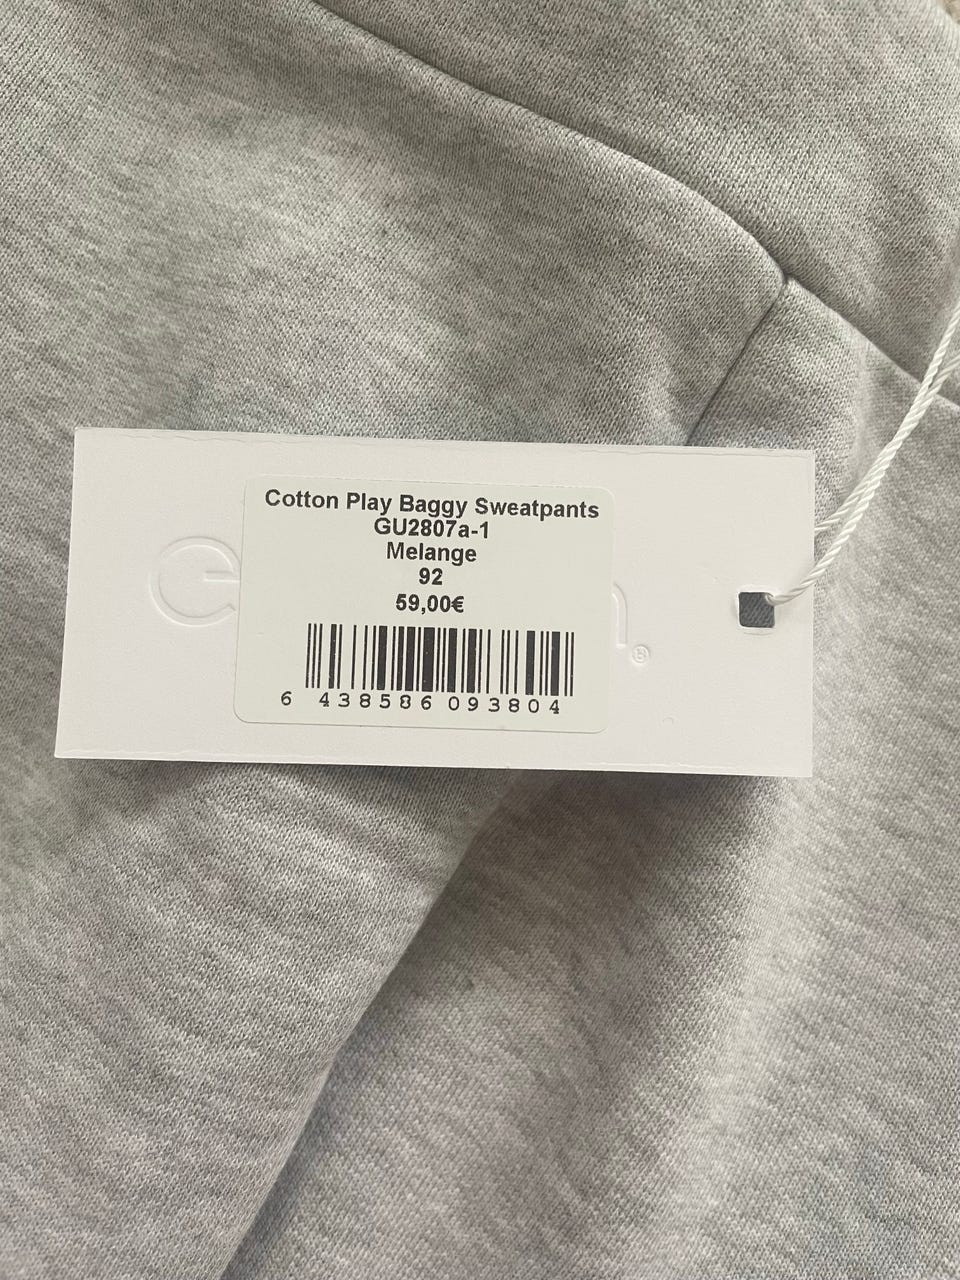 Cotton Play Baggy Sweatpants
GU2807a-1
Melange
92
59,00€
6 438586 093804
®